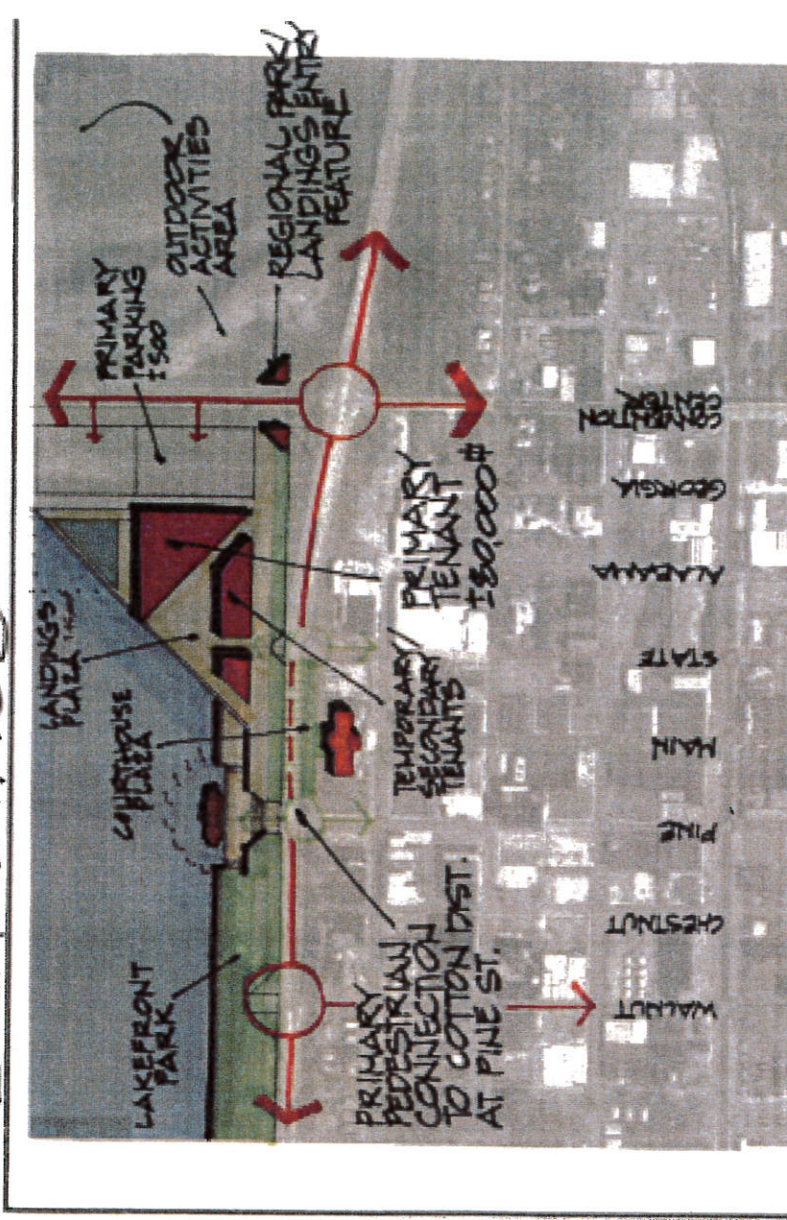 LANDINGS
PLAZA
COURTHOUSE
PLAZA
LAKEFRONT
PARK
PRIMARY
PARKING
± 500
OUTDOOR
ACTIVITIES
AREA
REGIONAL PARK/
LANDINGS ENTRY
FEATURE
PRIMARY
TENANT
± 80,000#
TEMPORARY/
SECONDARY
TENANTS
PRIMARY
PEDESTRIAN
CONNECTION
TO COTTON DIST.
AT PINE ST.
WALNUT
CHESTNUT
PINE
MAIN
STATE
ALABAMA
GEORGIA
CONVENTION
CENTER